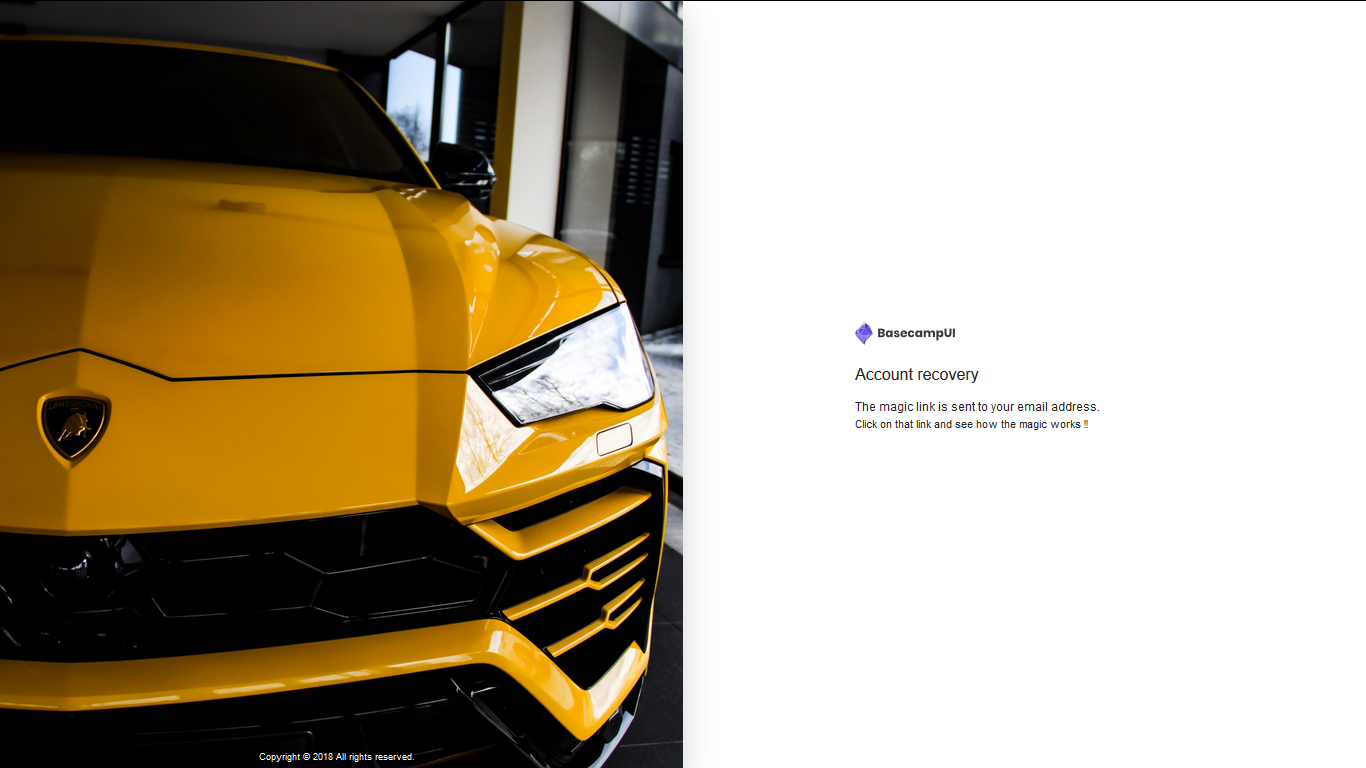 LAMBORGHINI
BasecampUI
Account recovery
The magic link is sent to your email address.
Click on that link and see how the magic works !!
Copyright © 2018 All rights reserved.